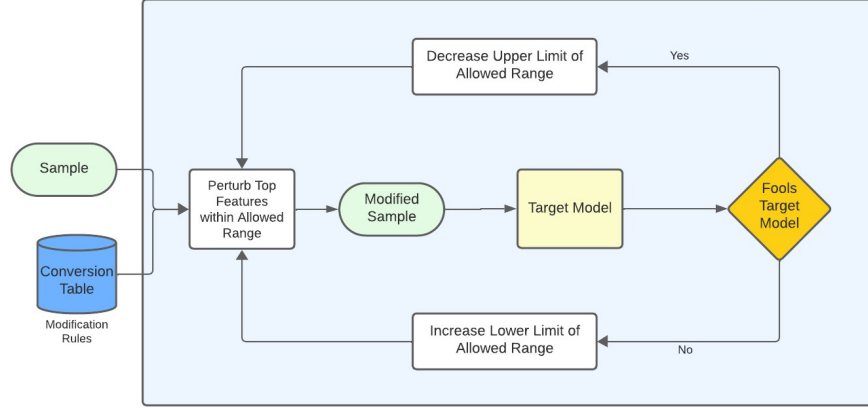 Decrease Upper Limit of
Allowed Range
Yes
Sample
Perturb Top
Features
within Allowed
Range
Modified
Sample
Target Model
Fools
Target
Model
Conversion
Table
Modification
Rules
Increase Lower Limit of
Allowed Range
No